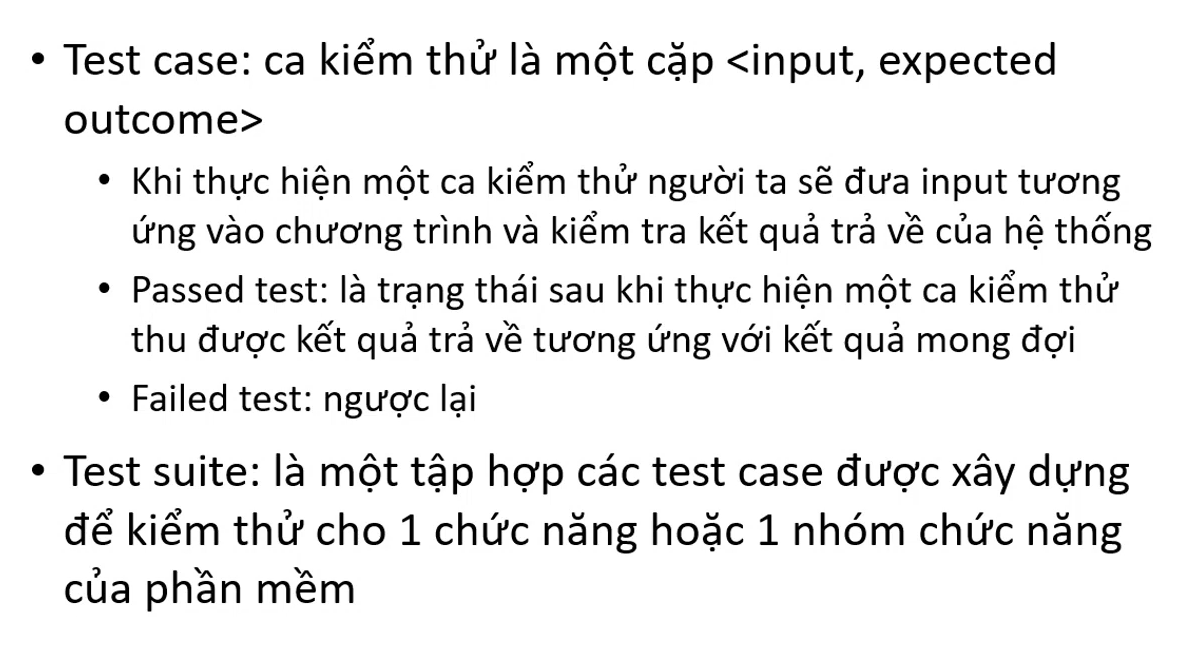 • Test case: ca kiểm thử là một cặp <input, expected
outcome>
• Khi thực hiện một ca kiểm thử người ta sẽ đưa input tương
ứng vào chương trình và kiểm tra kết quả trả về của hệ thống
• Passed test: là trạng thái sau khi thực hiện một ca kiểm thử
thu được kết quả trả về tương ứng với kết quả mong đợi
• Failed test: ngược lại
• Test suite: là một tập hợp các test case được xây dựng
để kiểm thử cho 1 chức năng hoặc 1 nhóm chức năng
của phần mềm